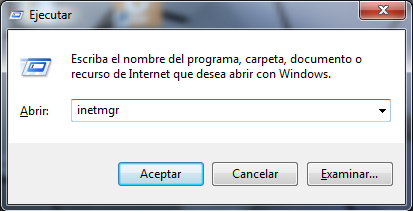 Ejecutar
Escriba el nombre del programa, carpeta, documento o
recurso de Internet que desea abrir con Windows.
Abrir: inetmgr
Aceptar Cancelar Examinar...